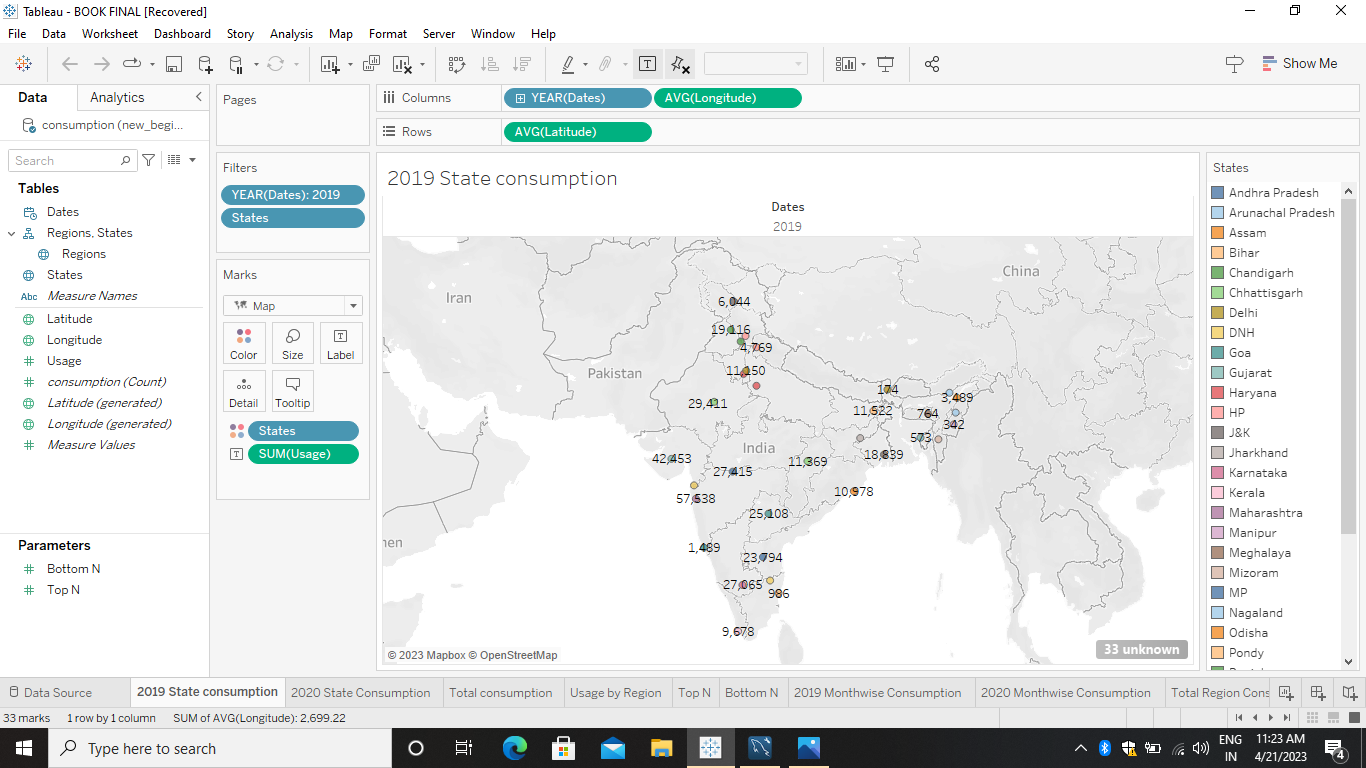 Tableau - BOOK FINAL [Recovered]
File Data Worksheet Dashboard Story Analysis Map Format Server Window Help
Show Me
Data Analytics
consumption (new_begi...
Search
Tables
Dates
Regions, States
Regions
States
Abc Measure Names
Latitude
Longitude
Usage
consumption (Count)
Latitude (generated)
Longitude (generated)
Measure Values
Parameters
Bottom N
Top N
Pages
Filters
YEAR(Dates): 2019
States
Marks
Map
Color Size Label
Detail Tooltip
States
SUM(Usage)
Columns YEAR(Dates) AVG(Longitude)
Rows AVG(Latitude)
2019 State consumption
Dates
2019
China
Iran
6,044
19,116
4,769
Pakistan
11,150
174
3,489
29,411
11,522
764
342
573
India
42,453
18,839
11,369
27,415
10,978
57,638
25,108
1,489
23,794
27,065
986
9,678
© 2023 Mapbox © OpenStreetMap
33 unknown
States
Andhra Pradesh
Arunachal Pradesh
Assam
Bihar
Chandigarh
Chhattisgarh
Delhi
DNH
Goa
Gujarat
Haryana
HP
J&K
Jharkhand
Karnataka
Kerala
Maharashtra
Manipur
Meghalaya
Mizoram
MP
Nagaland
Odisha
Pondy
Data Source 2019 State consumption 2020 State Consumption Total consumption Usage by Region Top N Bottom N 2019 Monthwise Consumption 2020 Monthwise Consumption Total Region Cons
33 marks 1 row by 1 column SUM of AVG(Longitude): 2,699.22
Type here to search
ENG
IN
11:23 AM
4/21/2023
4